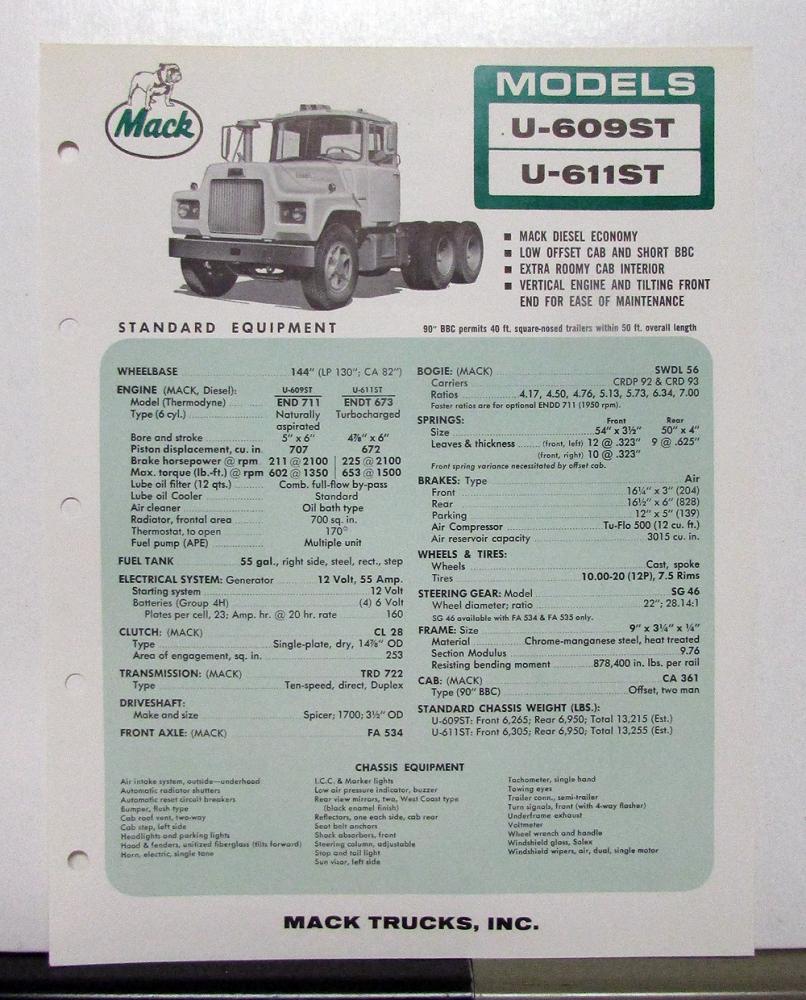 Mack
MODELS
U-609ST
U-611ST
■ MACK DIESEL ECONOMY
■ LOW OFFSET CAB AND SHORT BBC
■ EXTRA ROOMY CAB INTERIOR
■ VERTICAL ENGINE AND TILTING FRONT
END FOR EASE OF MAINTENANCE
STANDARD EQUIPMENT
90" BBC permits 40 ft. square-nosed trailers within 50 ft. overall length
WHEELBASE 144" (LP 130"; CA 82")
ENGINE (MACK, Diesel): U-609ST U-611ST
Model (Thermodyne) END 711 ENDT 673
Type (6 cyl.) Naturally Turbocharged
aspirated
Bore and stroke 5" x 6" 4⅞" x 6"
Piston displacement, cu. in. 707 672
Brake horsepower @ rpm 211 @ 2100 225 @ 2100
Max. torque (lb.-ft.) @ rpm 602 @ 1350 653 @ 1500
Lube oil filter (12 qts.) Comb. full-flow by-pass
Lube oil Cooler Standard
Air cleaner Oil bath type
Radiator, frontal area 700 sq. in.
Thermostat, to open 170°
Fuel pump (APE) Multiple unit
FUEL TANK 55 gal., right side, steel, rect., step
ELECTRICAL SYSTEM: Generator 12 Volt, 55 Amp.
Starting system 12 Volt
Batteries (Group 4H) (4) 6 Volt
Plates per cell, 23; Amp. hr. @ 20 hr. rate 160
CLUTCH: (MACK) CL 28
Type Single-plate, dry, 14⅞" OD
Area of engagement, sq. in. 253
TRANSMISSION: (MACK) TRD 722
Type Ten-speed, direct, Duplex
DRIVESHAFT:
Make and size Spicer; 1700; 3½" OD
FRONT AXLE: (MACK) FA 534
BOGIE: (MACK) SWDL 56
Carriers CRDP 92 & CRD 93
Ratios 4.17, 4.50, 4.76, 5.13, 5.73, 6.34, 7.00
Faster ratios are for optional ENDD 711 (1950 rpm).
SPRINGS: Front Rear
Size 54" x 3½" 50" x 4"
Leaves & thickness (front, left) 12 @ .323" 9 @ .625"
(front, right) 10 @ .323"
Front spring variance necessitated by offset cab.
BRAKES: Type Air
Front 16¼" x 3" (204)
Rear 16½" x 6" (828)
Parking 12" x 5" (139)
Air Compressor Tu-Flo 500 (12 cu. ft.)
Air reservoir capacity 3015 cu. in.
WHEELS & TIRES:
Wheels Cast, spoke
Tires 10.00-20 (12P), 7.5 Rims
STEERING GEAR: Model SG 46
Wheel diameter; ratio 22"; 28.14:1
SG 46 available with FA 534 & FA 535 only.
FRAME: Size 9" x 3¼" x ¼"
Material Chrome-manganese steel, heat treated
Section Modulus 9.76
Resisting bending moment 878,400 in. lbs. per rail
CAB: (MACK) CA 361
Type (90" BBC) Offset, two man
STANDARD CHASSIS WEIGHT (LBS.):
U-609ST: Front 6,265; Rear 6,950; Total 13,215 (Est.)
U-611ST: Front 6,305; Rear 6,950; Total 13,255 (Est.)
CHASSIS EQUIPMENT
Air intake system, outside—underhood
Automatic radiator shutters
Automatic reset circuit breakers
Bumper, flush type
Cab roof vent, two-way
Cab step, left side
Headlights and parking lights
Hood & fenders, unitized fiberglass (tilts forward)
Horn, electric, single tone
I.C.C. & Marker lights
Low air pressure indicator, buzzer
Rear view mirrors, two, West Coast type
(black enamel finish)
Reflectors, one each side, cab rear
Seat belt anchors
Shock absorbers, front
Steering column, adjustable
Stop and tail light
Sun visor, left side
Tachometer, single hand
Towing eyes
Trailer conn., semi-trailer
Turn signals, front (with 4-way flasher)
Underframe exhaust
Voltmeter
Wheel wrench and handle
Windshield glass, Solex
Windshield wipers, air, dual, single motor
MACK TRUCKS, INC.